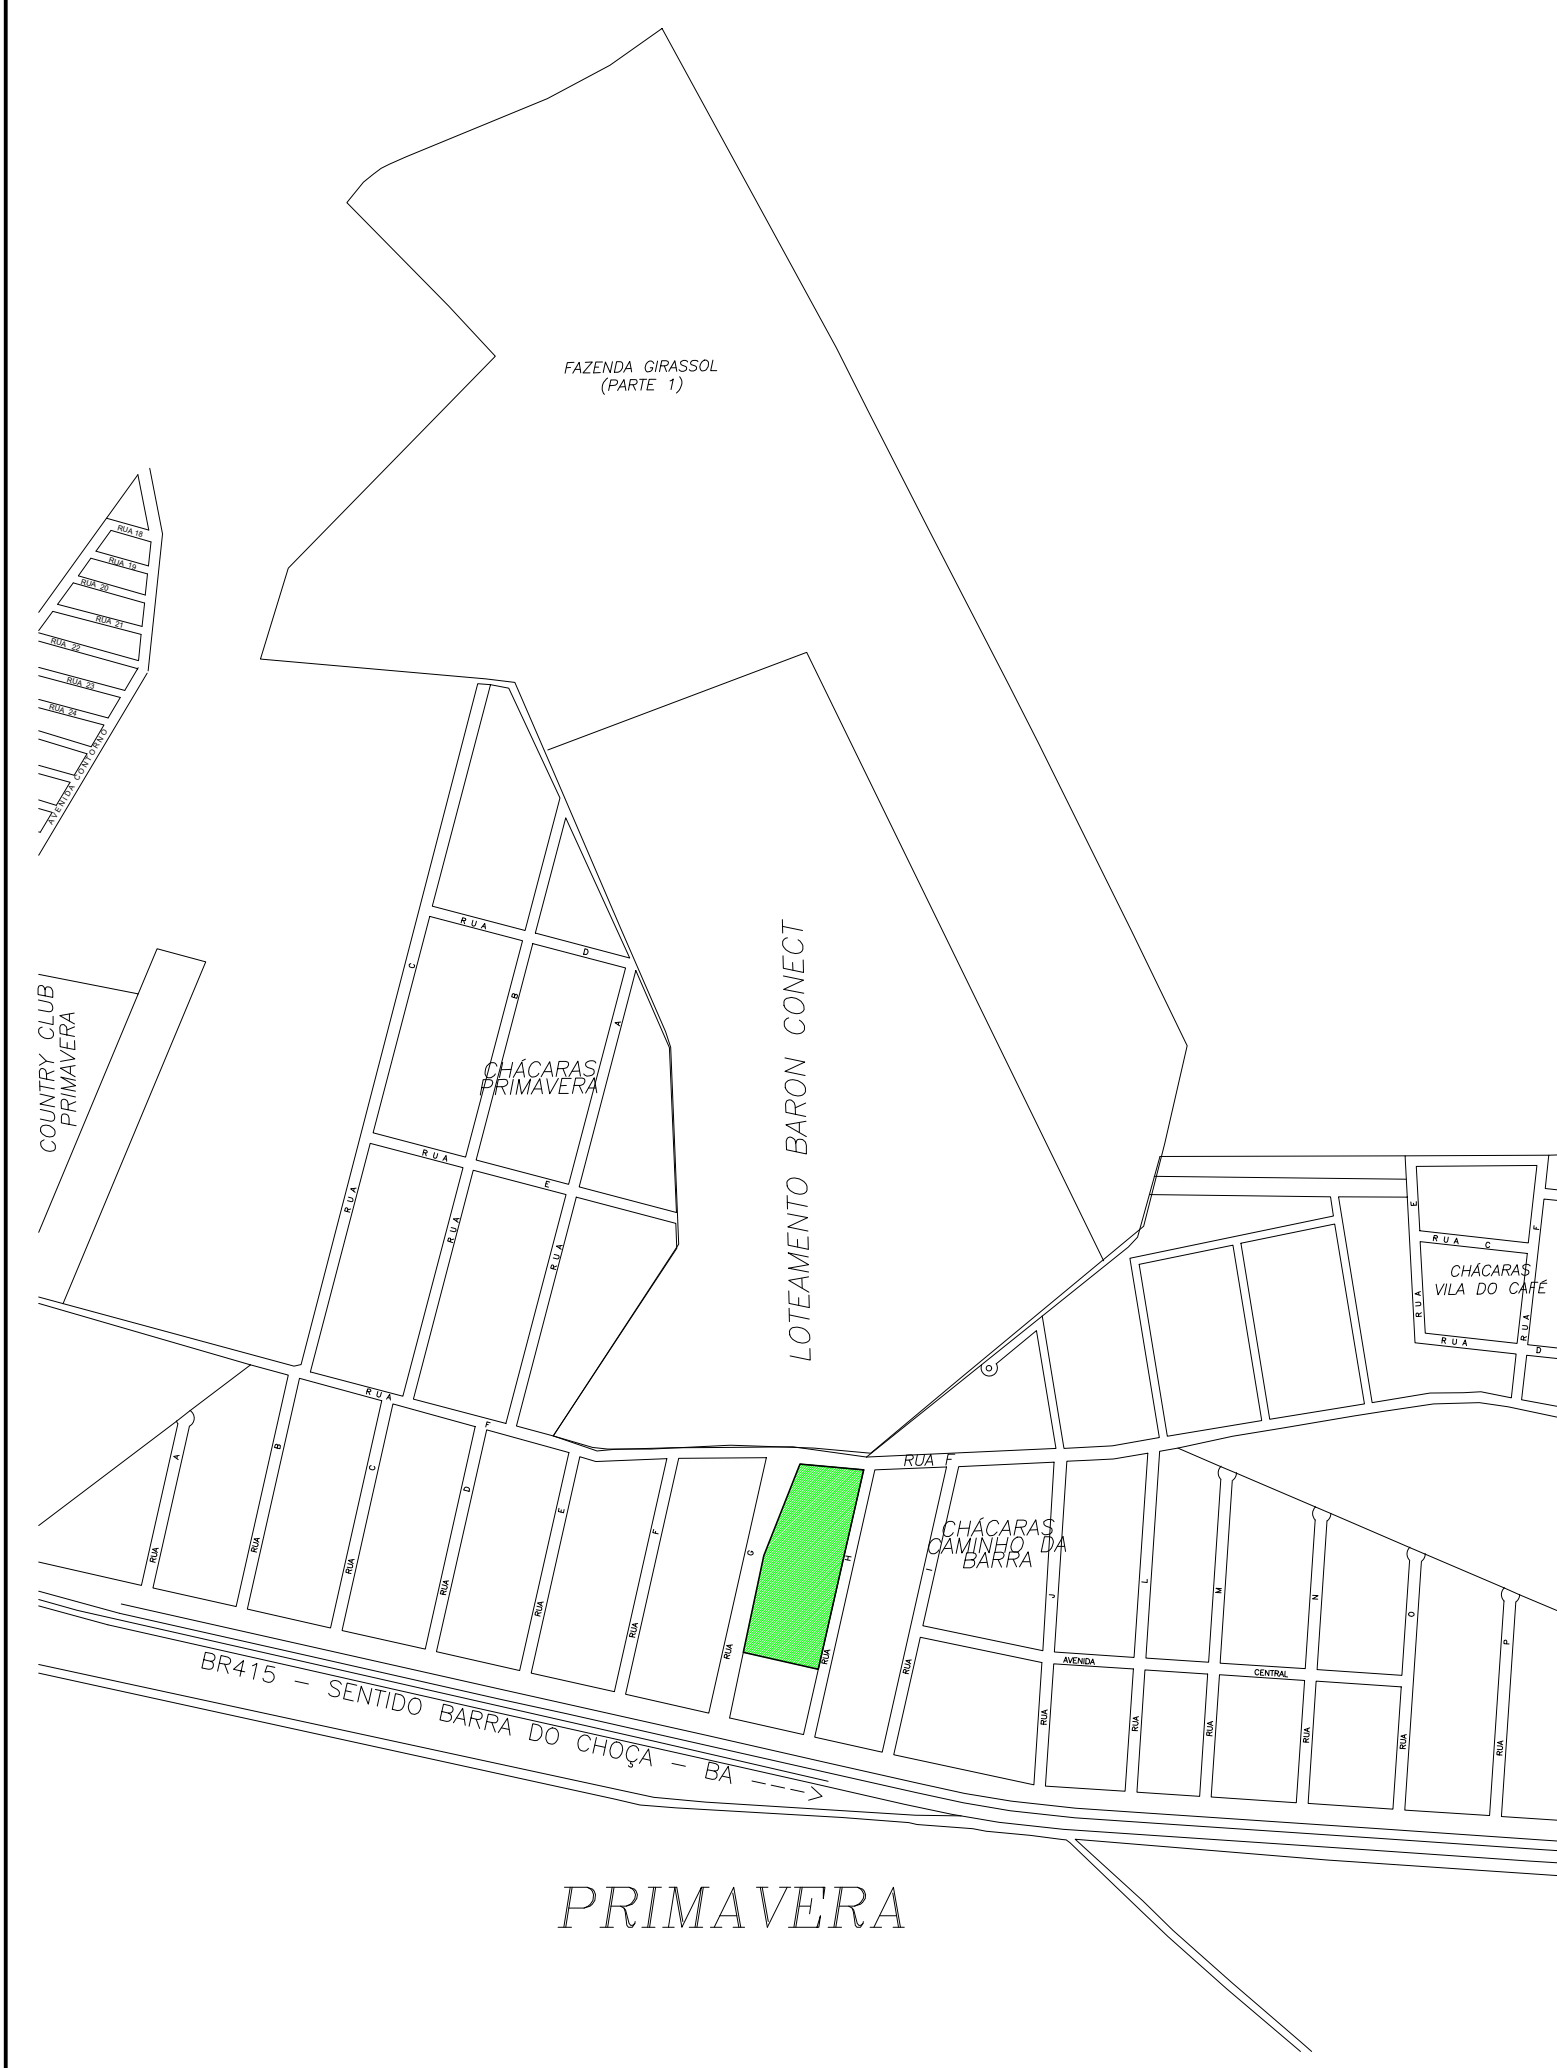 FAZENDA GIRASSOL
(PARTE 1)
RUA 18
RUA 19
RUA 20
RUA 21
RUA 22
RUA 23
RUA 24
AVENIDA CONTORNO
COUNTRY CLUB
PRIMAVERA
LOTEAMENTO BARON CONECT
CHÁCARAS
PRIMAVERA
RUA D
RUA E
RUA C
RUA B
RUA A
RUA F
RUA A
RUA B
RUA C
RUA D
RUA E
RUA F
RUA G
RUA H
RUA I
RUA J
RUA L
RUA M
RUA N
RUA O
RUA P
RUA F
CHÁCARAS
CAMINHO DA
BARRA
AVENIDA CENTRAL
RUA E
RUA F
RUA C
RUA D
CHÁCARAS
VILA DO CAFÉ
BR415 - SENTIDO BARRA DO CHOÇA - BA
PRIMAVERA